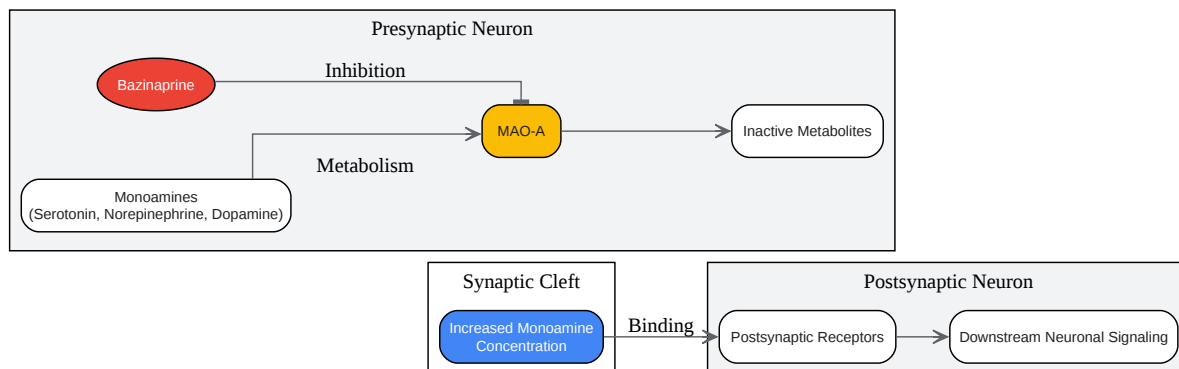 Presynaptic Neuron
Inhibition
Bazinaprine
MAO-A
Inactive Metabolites
Metabolism
Monoamines
(Serotonin, Norepinephrine, Dopamine)
Synaptic Cleft
Postsynaptic Neuron
Increased Monoamine
Concentration
Binding
Postsynaptic Receptors
Downstream Neuronal Signaling